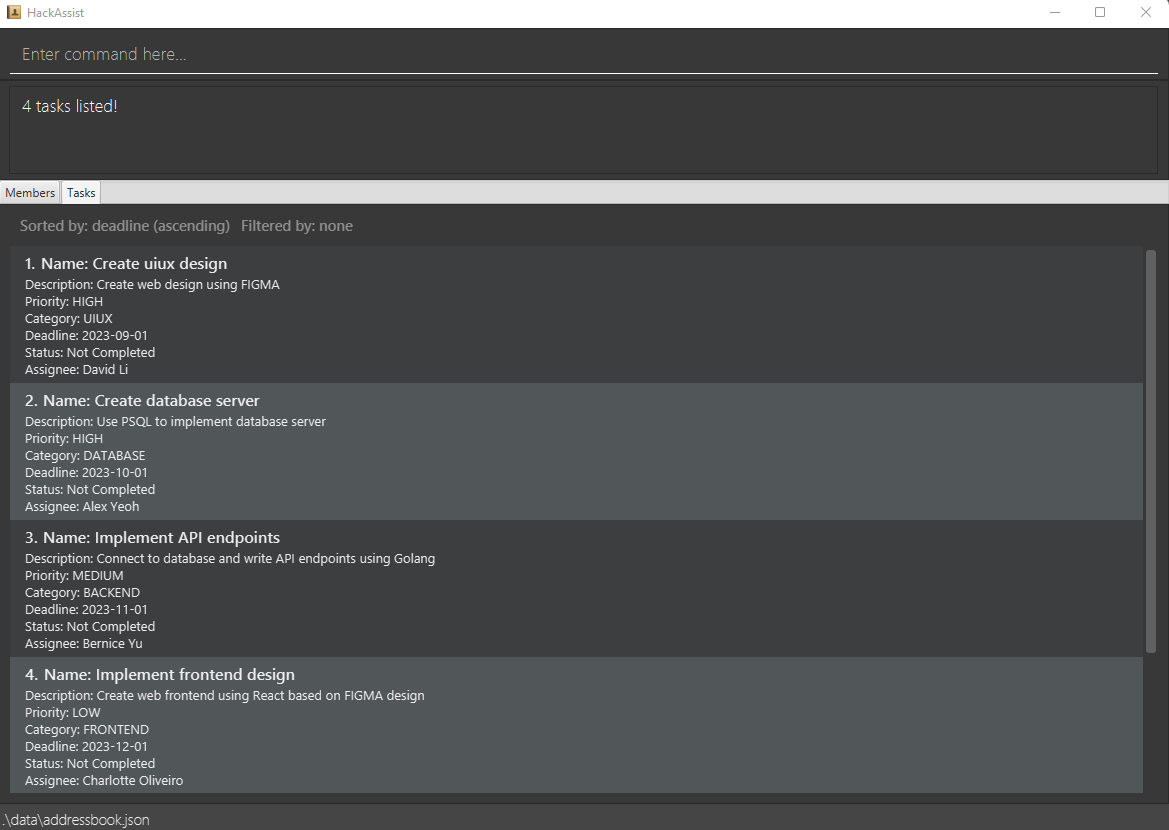 HackAssist
Enter command here...
4 tasks listed!
Members Tasks
Sorted by: deadline (ascending) Filtered by: none
1. Name: Create uiux design
Description: Create web design using FIGMA
Priority: HIGH
Category: UIUX
Deadline: 2023-09-01
Status: Not Completed
Assignee: David Li
2. Name: Create database server
Description: Use PSQL to implement database server
Priority: HIGH
Category: DATABASE
Deadline: 2023-10-01
Status: Not Completed
Assignee: Alex Yeoh
3. Name: Implement API endpoints
Description: Connect to database and write API endpoints using Golang
Priority: MEDIUM
Category: BACKEND
Deadline: 2023-11-01
Status: Not Completed
Assignee: Bernice Yu
4. Name: Implement frontend design
Description: Create web frontend using React based on FIGMA design
Priority: LOW
Category: FRONTEND
Deadline: 2023-12-01
Status: Not Completed
Assignee: Charlotte Oliveiro
.\data\addressbook.json